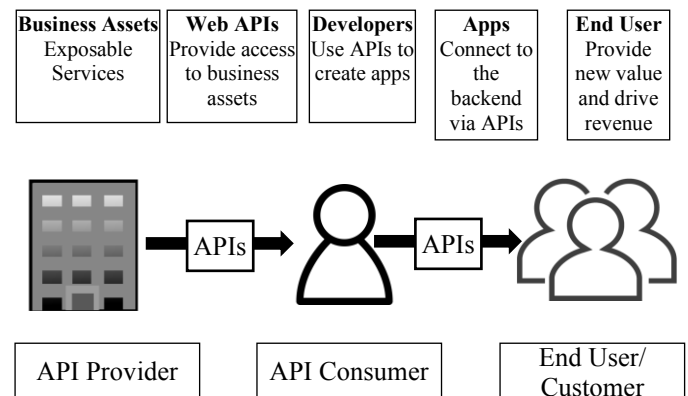 Business Assets
Exposable
Services
Web APIs
Provide access
to business
assets
Developers
Use APIs to
create apps
Apps
Connect to
the
backend
via APIs
End User
Provide
new value
and drive
revenue
APIs
APIs
API Provider
API Consumer
End User/
Customer